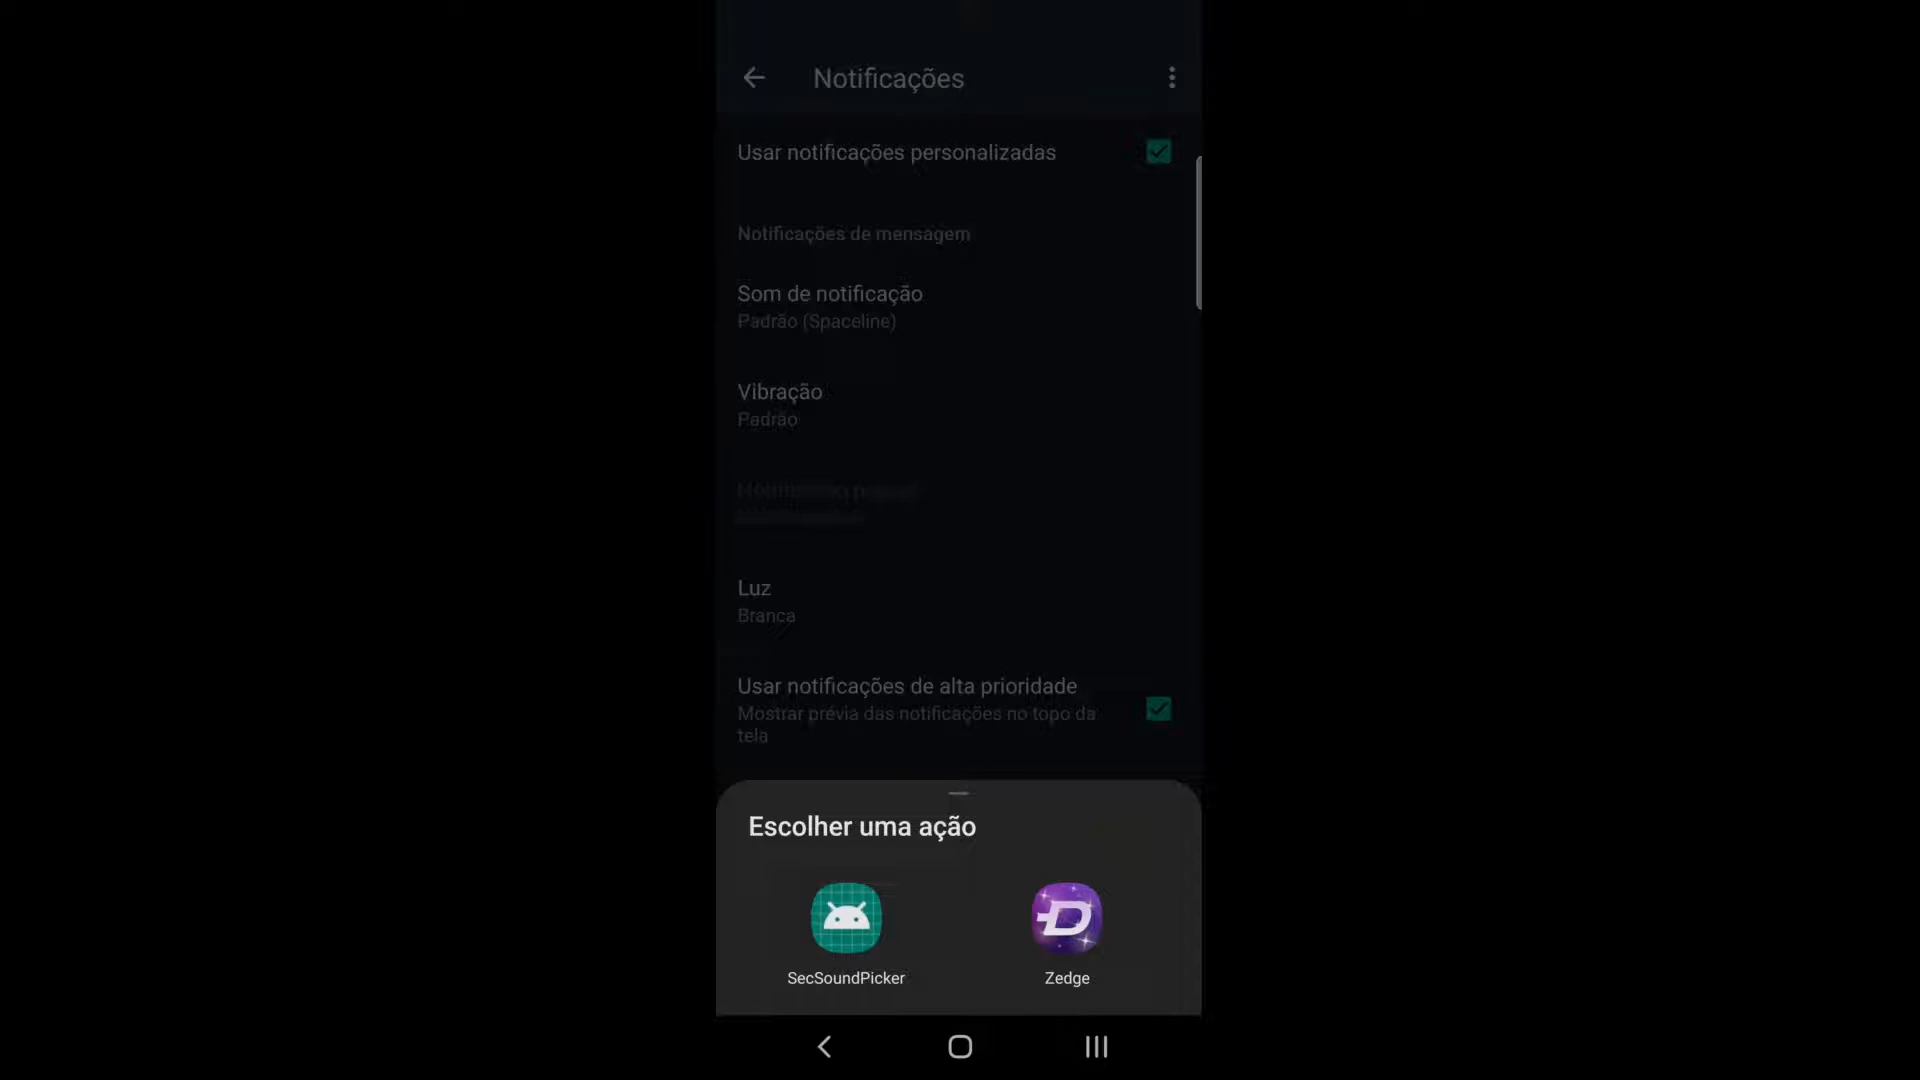 Notificações
Usar notificações personalizadas
Notificações de mensagem
Som de notificação
Padrão (Spaceline)
Vibração
Padrão
Luz
Branca
Usar notificações de alta prioridade
Mostrar prévia das notificações no topo da
tela
Escolher uma ação
SecSoundPicker
Zedge